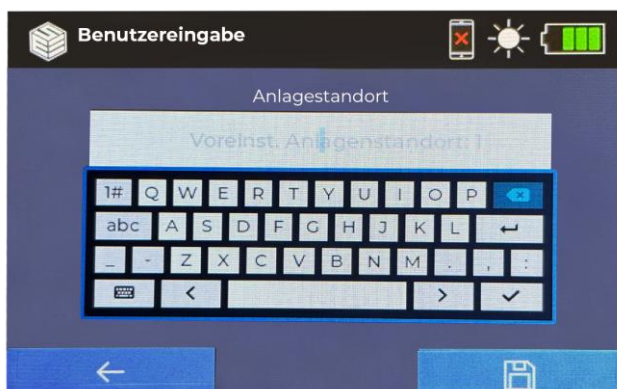 Benutzereingabe
Anlagestandort
Voreinst. Anlagenstandort: 1
1# Q W E R T Y U I O P
abc A S D F G H J K L
_ - Z X C V B N M . , :